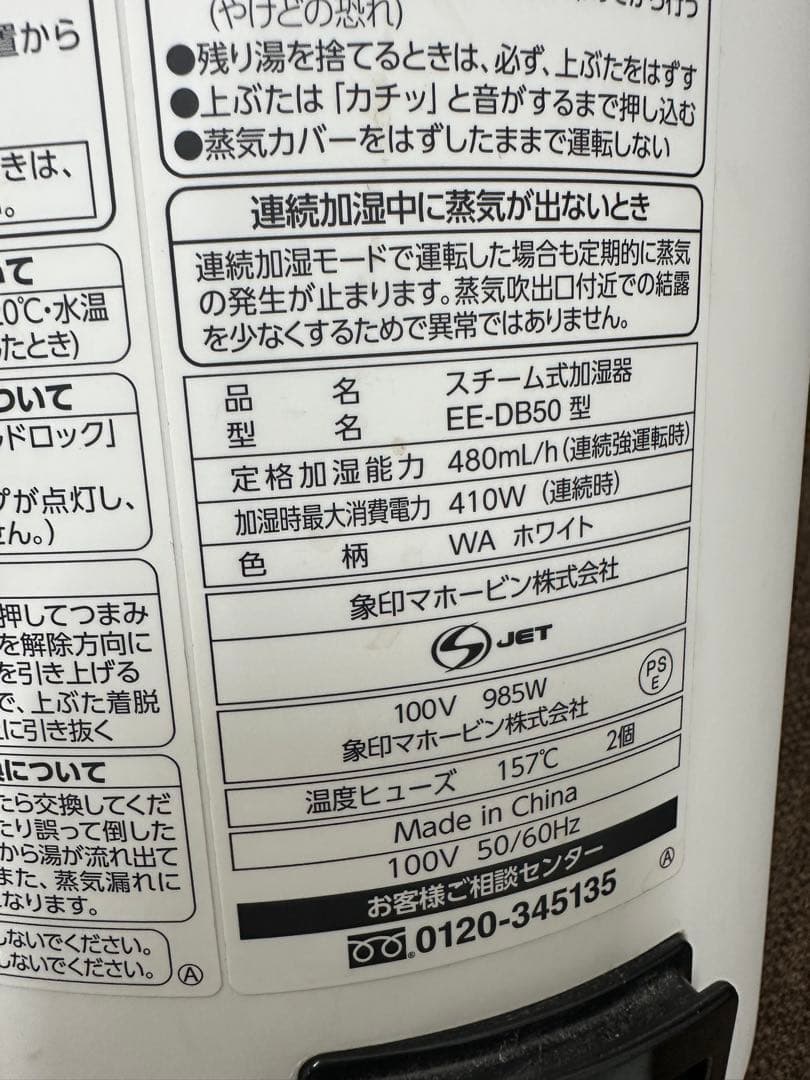 置から
きは、
。
いて
20℃・水温
たとき)
ついて
ドロック」
プが点灯し、
せん。)
押してつまみ
を解除方向に
を引き上げる
で、上ぶた着脱
に引き抜く
について
たら交換してくだ
たり誤って倒した
から湯が流れ出て
また、蒸気漏れに
なります。
しないでください。
しないでください。
Ⓐ
(やけどの恐れ)
●残り湯を捨てるときは、必ず、上ぶたをはずす
●上ぶたは「カチッ」と音がするまで押し込む
●蒸気カバーをはずしたままで運転しない
連続加湿中に蒸気が出ないとき
連続加湿モードで運転した場合も定期的に蒸気
の発生が止まります。蒸気吹出口付近での結露
を少なくするためで異常ではありません。
品名 スチーム式加湿器
型名 EE-DB50 型
定格加湿能力 480mL/h(連続強運転時)
加湿時最大消費電力 410W (連続時)
色柄 WA ホワイト
象印マホービン株式会社
JET
100V 985W
PS
E
象印マホービン株式会社
温度ヒューズ 157℃ 2個
Made in China
100V 50/60Hz
お客様ご相談センター
Ⓐ
0120-345135